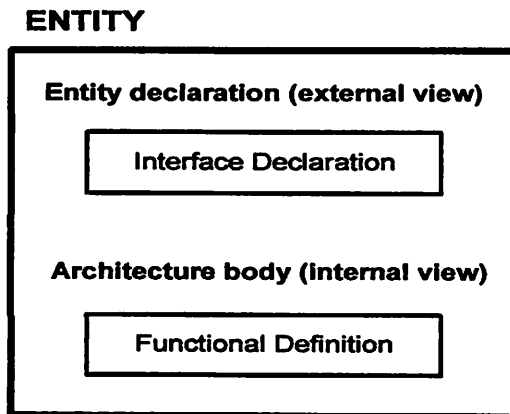 ENTITY
Entity declaration (external view)
Interface Declaration
Architecture body (internal view)
Functional Definition